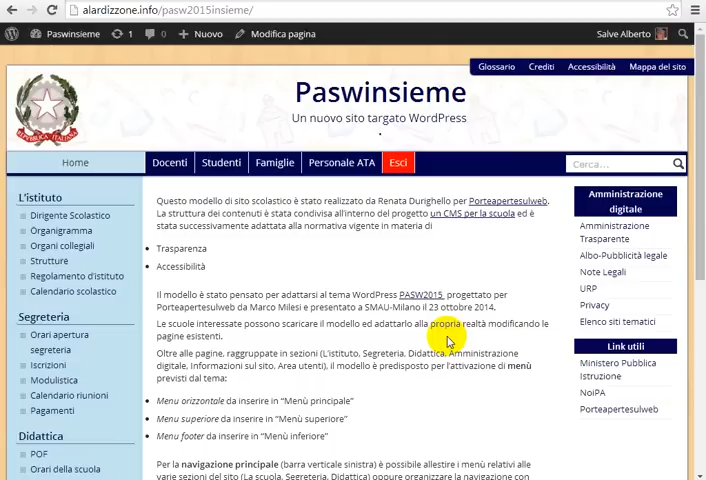 alardizzone.info/pasw2015insieme/
Paswinsieme
1
0
Nuovo
Modifica pagina
Salve Alberto
Glossario
Crediti
Accessibilità
Mappa del sito
Paswinsieme
Un nuovo sito targato WordPress
Home
Docenti
Studenti
Famiglie
Personale ATA
Esci
Cerca...
L'istituto
Dirigente Scolastico
Organigramma
Organi collegiali
Strutture
Regolamento d'istituto
Calendario scolastico
Segreteria
Orari apertura
segreteria
Iscrizioni
Modulistica
Calendario riunioni
Pagamenti
Didattica
POF
Orari della scuola
Questo modello di sito scolastico è stato realizzato da Renata Durighello per Porteapertesulweb.
La struttura dei contenuti è stata condivisa all'interno del progetto un CMS per la scuola ed è
stata successivamente adattata alla normativa vigente in materia di
Trasparenza
Accessibilità
Il modello è stato pensato per adattarsi al tema WordPress PASW2015 progettato per
Porteapertesulweb da Marco Milesi e presentato a SMAU-Milano il 23 ottobre 2014.
Le scuole interessate possono scaricare il modello ed adattarlo alla propria realtà modificando le
pagine esistenti.
Oltre alle pagine, raggruppate in sezioni (L'istituto, Segreteria. Didattica, Amministrazione
digitale, Informazioni sul sito, Area utenti), il modello è predisposto per l'attivazione di menù
previsti dal tema:
Menu orizzontale da inserire in "Menù principale"
Menu superiore da inserire in "Menù superiore"
Menu footer da inserire in "Menù inferiore"
Per la navigazione principale (barra verticale sinistra) è possibile allestire i menù relativi alle
varie sezioni del sito (La scuola, Segreteria, Didattica) oppure organizzare la navigazione
Amministrazione
digitale
Amministrazione
Trasparente
Albo-Pubblicità legale
Note Legali
URP
Privacy
Elenco siti tematici
Link utili
Ministero Pubblica
Istruzione
NoiPA
Porteapertesulweb